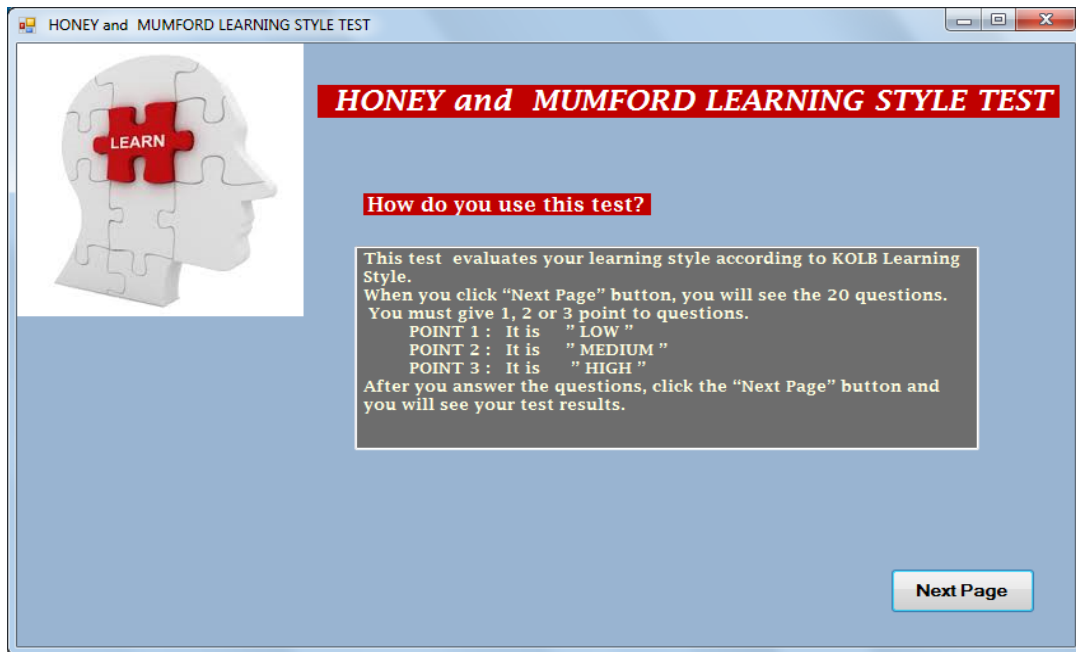 HONEY and  MUMFORD LEARNING STYLE TEST
LEARN
HONEY and  MUMFORD LEARNING STYLE TEST
How do you use this test?
This test  evaluates your learning style according to KOLB Learning
Style.
When you click “Next Page” button, you will see the 20 questions.
You must give 1, 2 or 3 point to questions.
POINT 1 :   It is    ” LOW ”
POINT 2 :   It is    ” MEDIUM ”
POINT 3 :   It is     ” HIGH ”
After you answer the questions, click the “Next Page” button and
you will see your test results.
Next Page